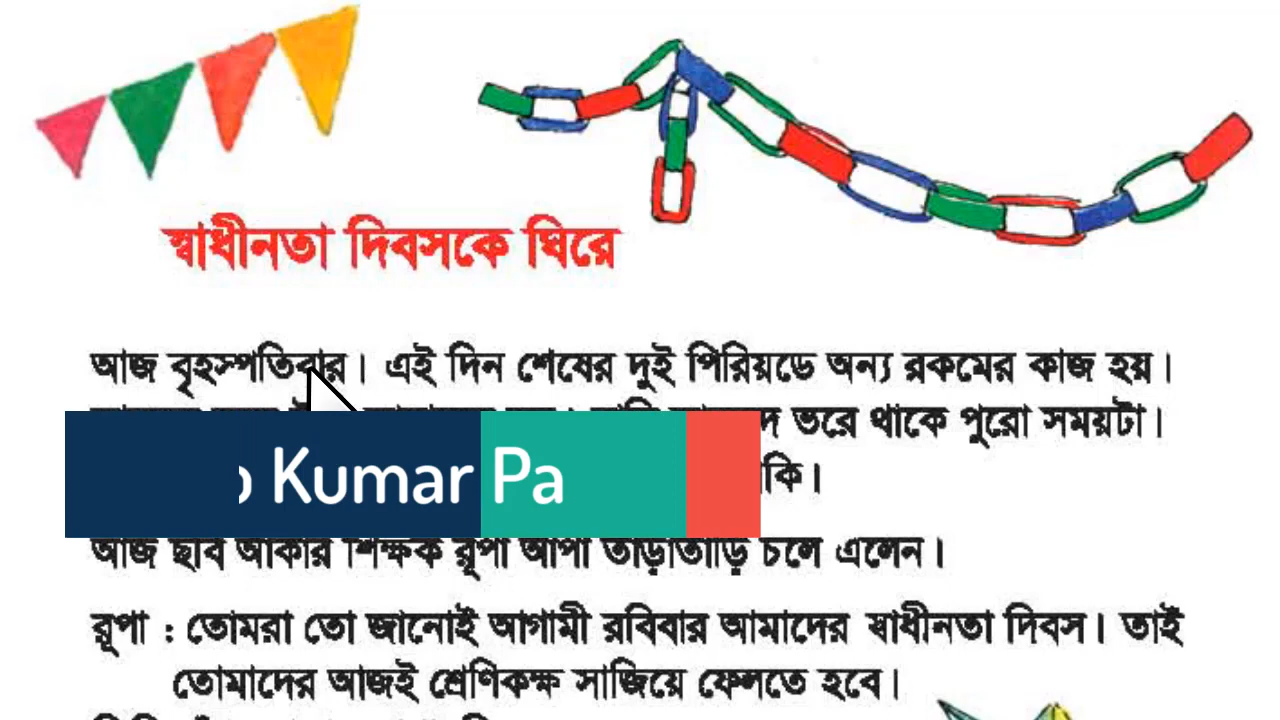 স্বাধীনতা দিবসকে ঘিরে
আজ বৃহস্পতিবার। এই দিন শেষের দুই পিরিয়ডে অন্য রকমের কাজ হয়।
ভরে থাকে পুরো সময়টা।
Kumar Pa
আজ ছবি আঁকার শিক্ষক রূপা আপা তাড়াতাড়ি চলে এলেন।
রূপা : তোমরা তো জানোই আগামী রবিবার আমাদের স্বাধীনতা দিবস। তাই
তোমাদের আজই শ্রেণিকক্ষ সাজিয়ে ফেলতে হবে।